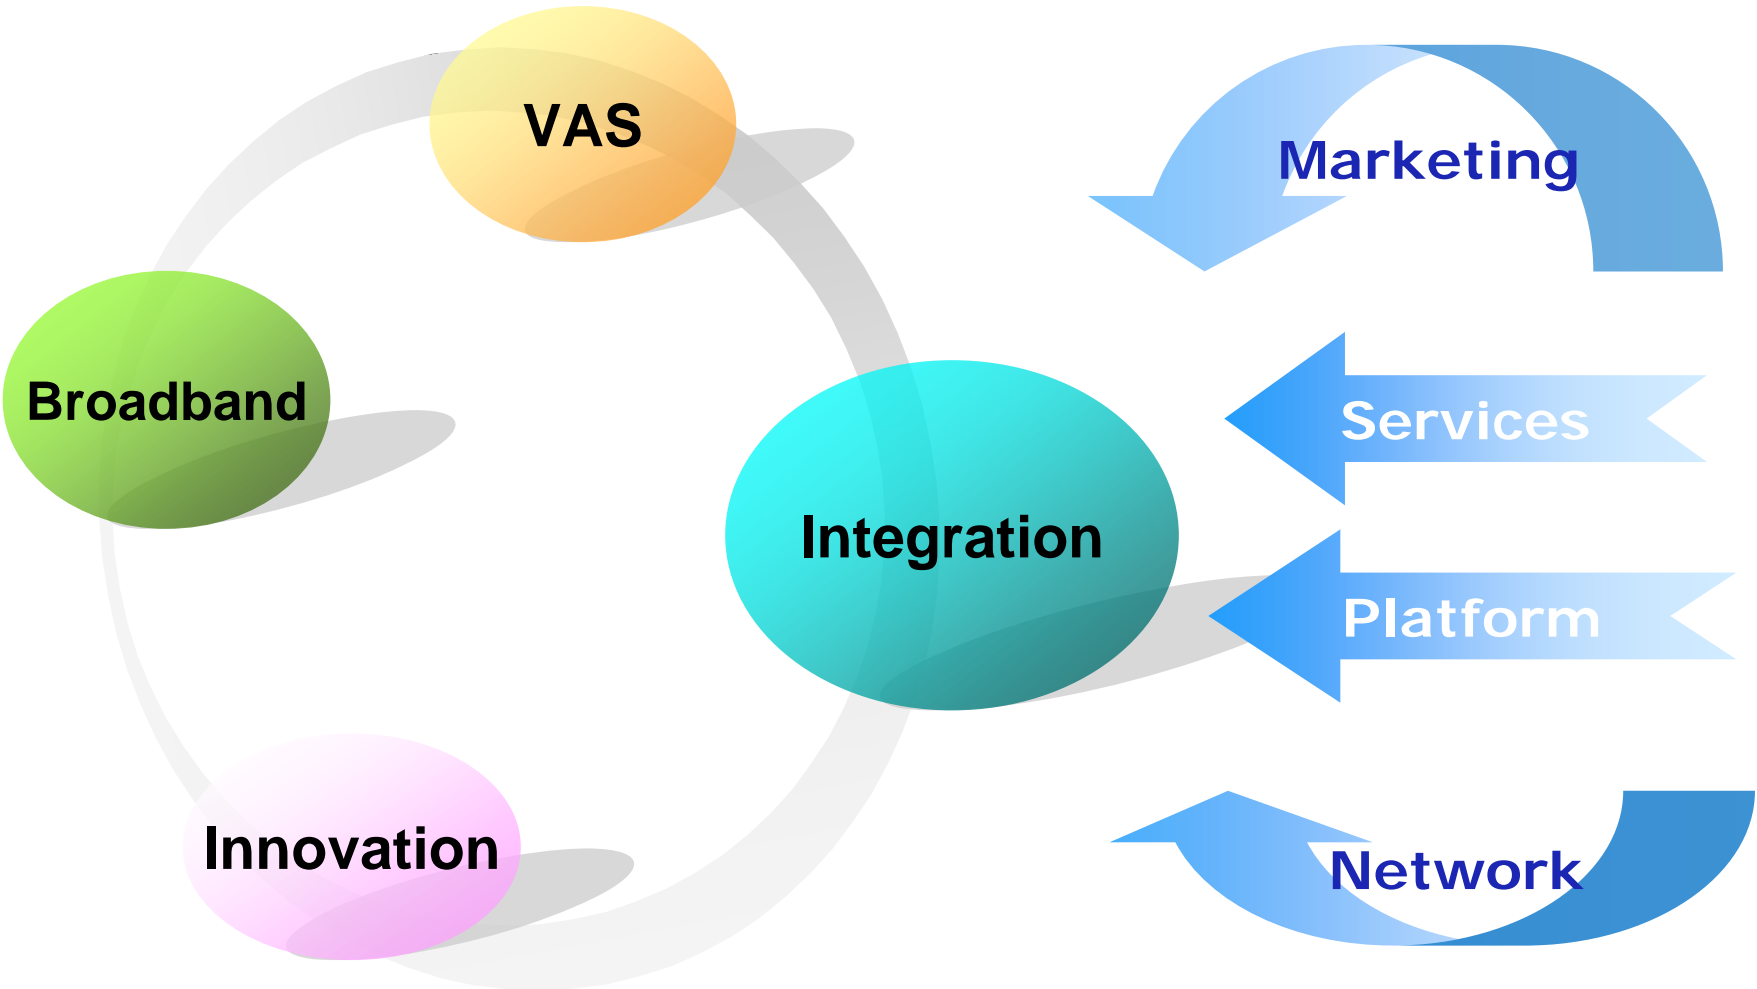 VAS
Marketing
Broadband
Services
Integration
Platform
Innovation
Network